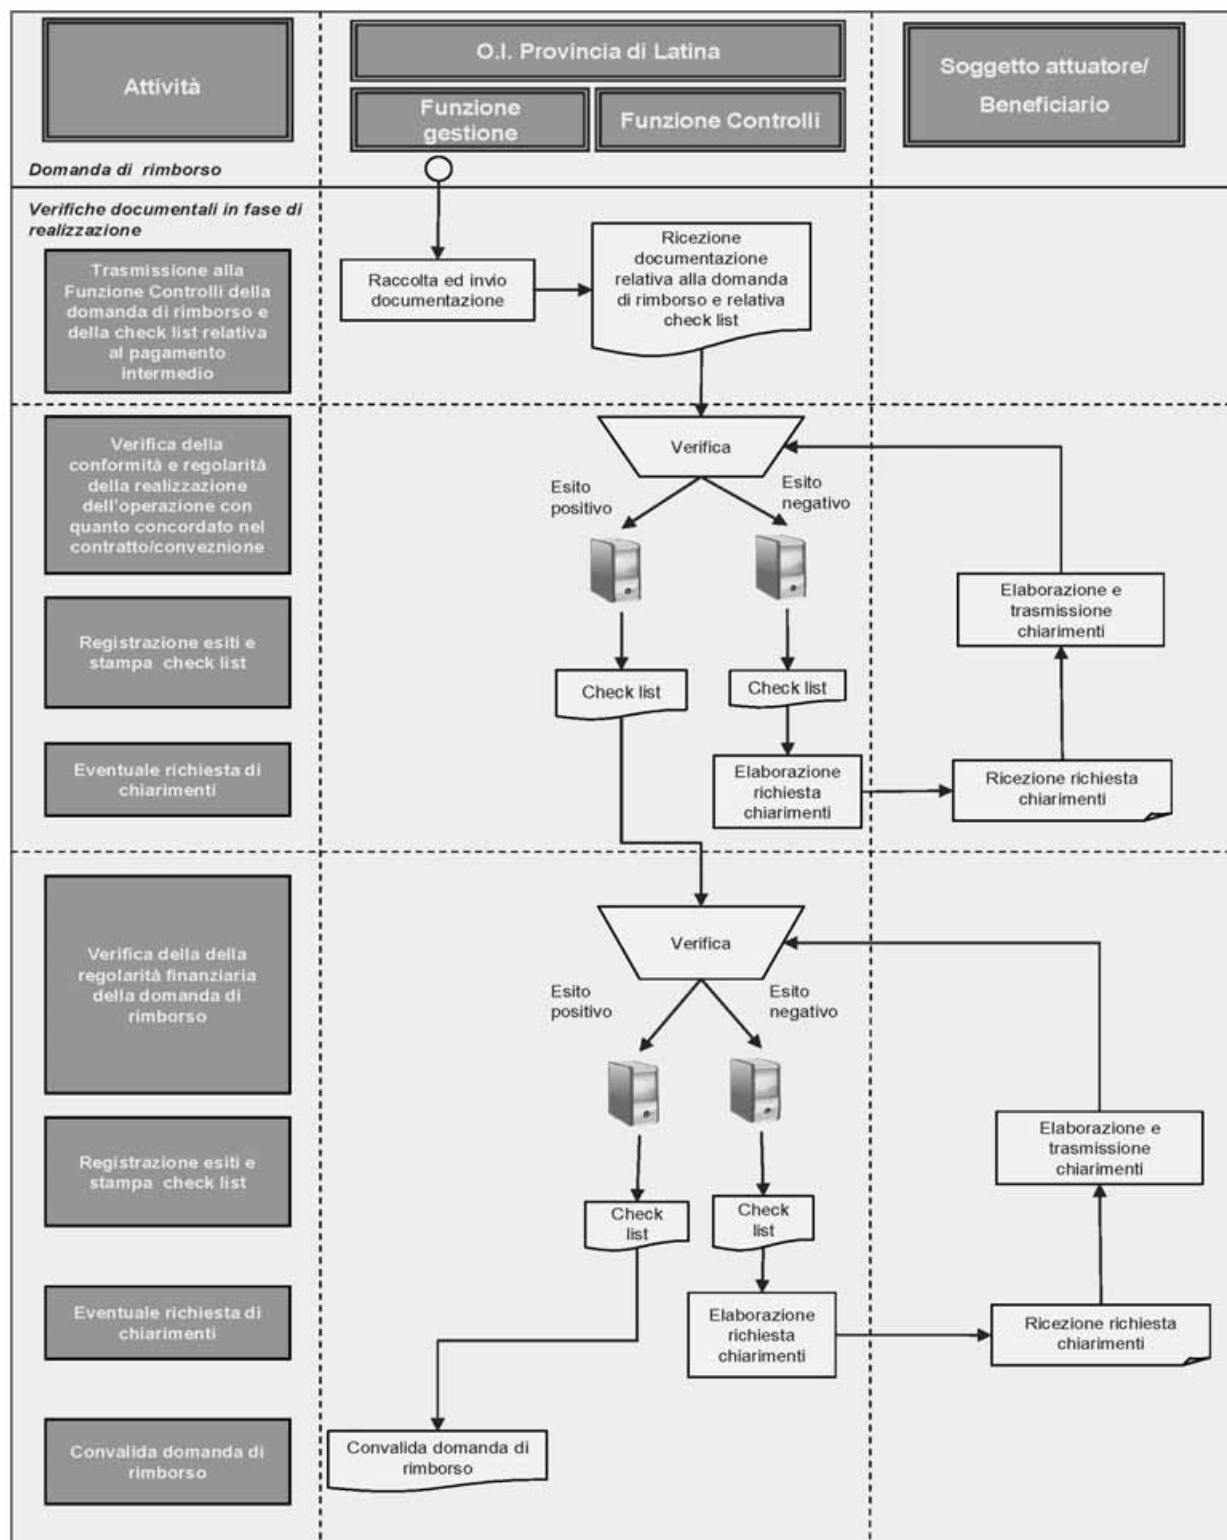 Attività
O.I. Provincia di Latina
Funzione
gestione
Funzione Controlli
Soggetto attuatore/
Beneficiario
Domanda di rimborso
Verifiche documentali in fase di
realizzazione
Trasmissione alla
Funzione Controlli della
domanda di rimborso e
della check list relativa
al pagamento
intermedio
Raccolta ed invio
documentazione
Ricezione
documentazione
relativa alla domanda
di rimborso e relativa
check list
Verifica della
conformità e regolarità
della realizzazione
dell'operazione con
quanto concordato nel
contratto/conveznione
Verifica
Esito
positivo
Esito
negativo
Elaborazione e
trasmissione
chiarimenti
Registrazione esiti e
stampa check list
Check list
Check list
Eventuale richiesta di
chiarimenti
Elaborazione
richiesta
chiarimenti
Ricezione richiesta
chiarimenti
Verifica della della
regolarità finanziaria
della domanda di
rimborso
Verifica
Esito
positivo
Esito
negativo
Registrazione esiti e
stampa check list
Elaborazione e
trasmissione
chiarimenti
Check
list
Check
list
Eventuale richiesta di
chiarimenti
Elaborazione
richiesta
chiarimenti
Ricezione richiesta
chiarimenti
Convalida domanda di
rimborso
Convalida domanda di
rimborso